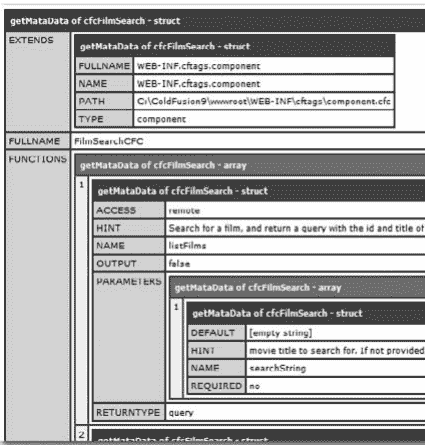 getMataData of cfcFilmSearch - struct
EXTENDS
getMataData of cfcFilmSearch - struct
FULLNAME WEB-INF.cftags.component
NAME WEB-INF.cftags.component
PATH C:\ColdFusion9\wwwroot\WEB-INF\cftags\component.cfc
TYPE component
FULLNAME FilmSearchCFC
FUNCTIONS getMataData of cfcFilmSearch - array
1 getMataData of cfcFilmSearch - struct
ACCESS remote
HINT Search for a film, and return a query with the id and title of
NAME listFilms
OUTPUT false
PARAMETERS getMataData of cfcFilmSearch - array
1 getMataData of cfcFilmSearch - struct
DEFAULT [empty string]
HINT movie title to search for. If not provided
NAME searchString
REQUIRED no
RETURNTYPE query
2 getMataData of cfcFilmSearch - struct